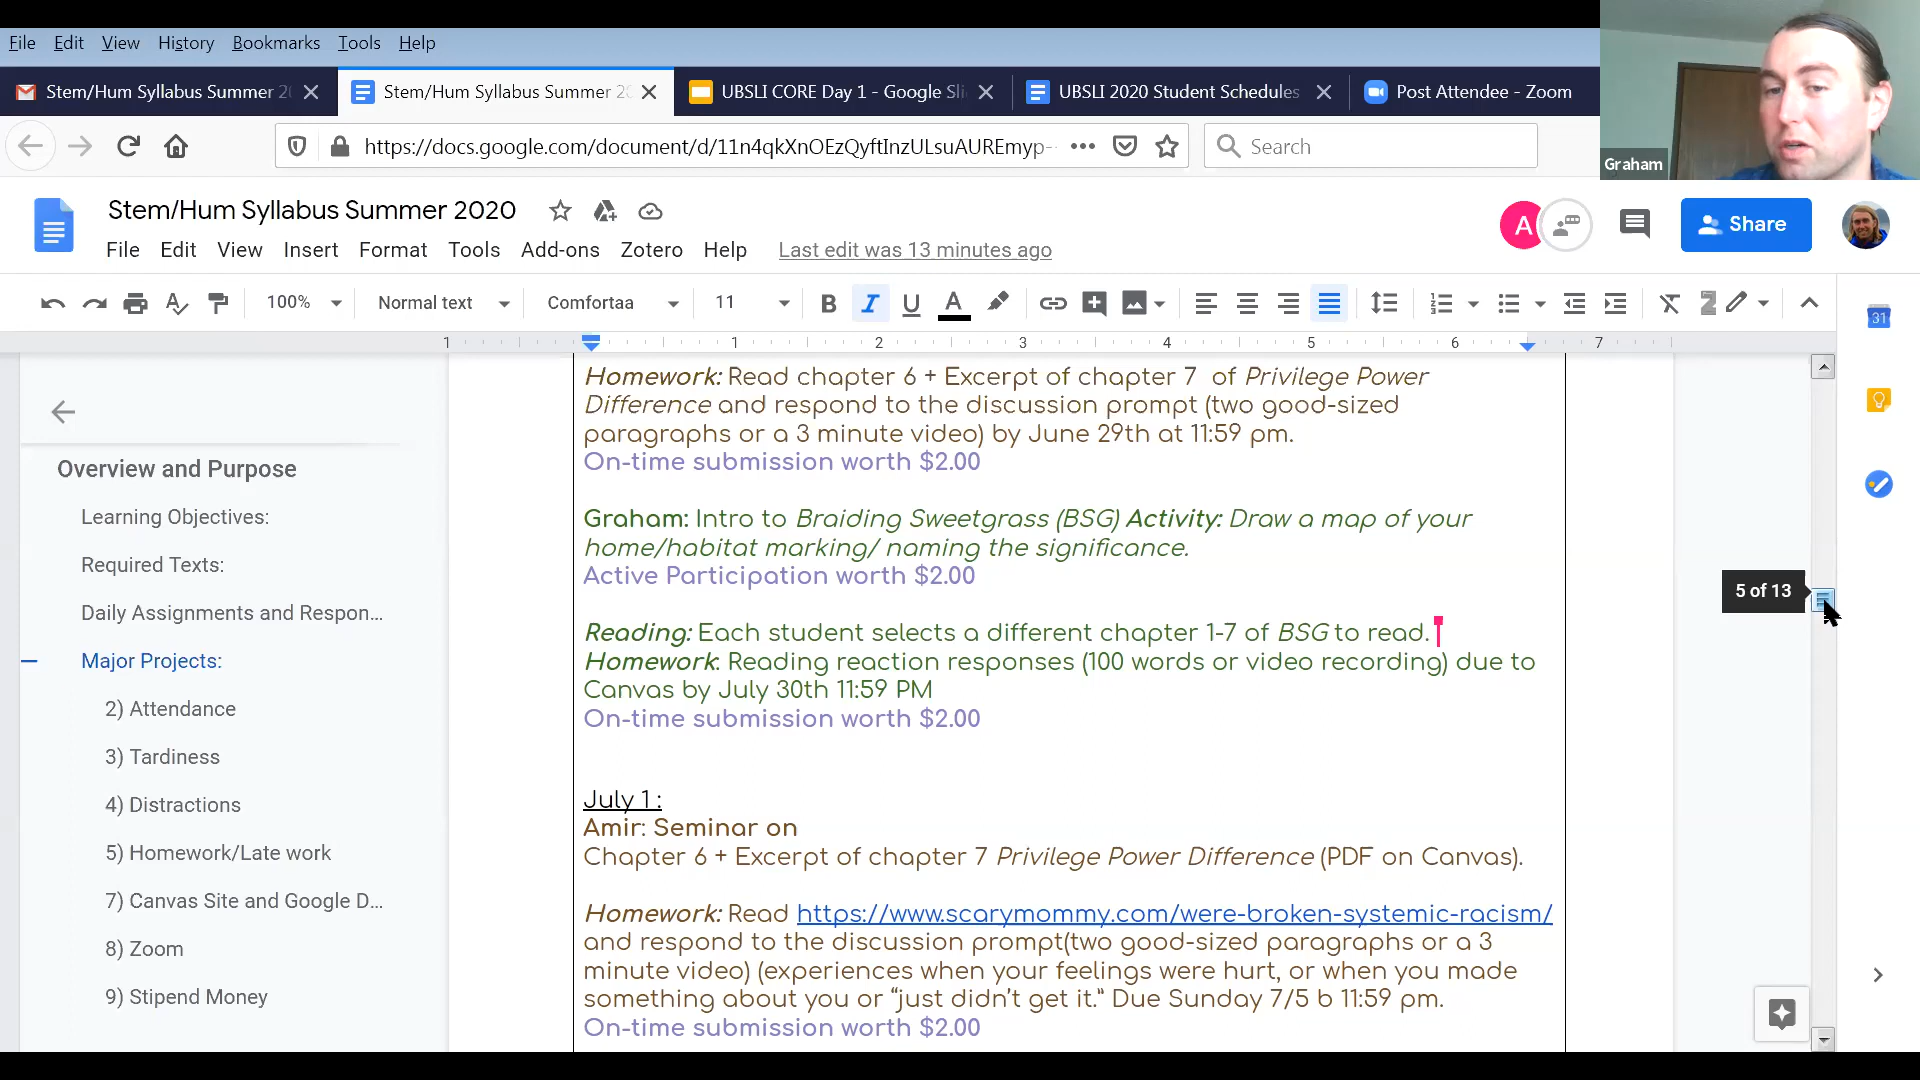 File Edit View History Bookmarks Tools Help
Stem/Hum Syllabus Summer 2
Stem/Hum Syllabus Summer 2
UBSLI CORE Day 1 - Google Sli
UBSLI 2020 Student Schedules
Post Attendee - Zoom
https://docs.google.com/document/d/11n4qkXnOEzQyftInzULsuAUREmyp-
Search
Graham
Stem/Hum Syllabus Summer 2020
A
Share
File Edit View Insert Format Tools Add-ons Zotero Help Last edit was 13 minutes ago
100% Normal text Comfortaa 11 B I U A
31
1 1 2 3 4 5 6 7
Overview and Purpose
Learning Objectives:
Required Texts:
Daily Assignments and Respon...
Major Projects:
2) Attendance
3) Tardiness
4) Distractions
5) Homework/Late work
7) Canvas Site and Google D...
8) Zoom
9) Stipend Money
Homework: Read chapter 6 + Excerpt of chapter 7 of Privilege Power
Difference and respond to the discussion prompt (two good-sized
paragraphs or a 3 minute video) by June 29th at 11:59 pm.
On-time submission worth $2.00
Graham: Intro to Braiding Sweetgrass (BSG) Activity: Draw a map of your
home/habitat marking/ naming the significance.
Active Participation worth $2.00
5 of 13
Reading: Each student selects a different chapter 1-7 of BSG to read.
Homework: Reading reaction responses (100 words or video recording) due to
Canvas by July 30th 11:59 PM
On-time submission worth $2.00
July 1 :
Amir: Seminar on
Chapter 6 + Excerpt of chapter 7 Privilege Power Difference (PDF on Canvas).
Homework: Read https://www.scarymommy.com/were-broken-systemic-racism/
and respond to the discussion prompt(two good-sized paragraphs or a 3
minute video) (experiences when your feelings were hurt, or when you made
something about you or “just didn’t get it.” Due Sunday 7/5 b 11:59 pm.
On-time submission worth $2.00